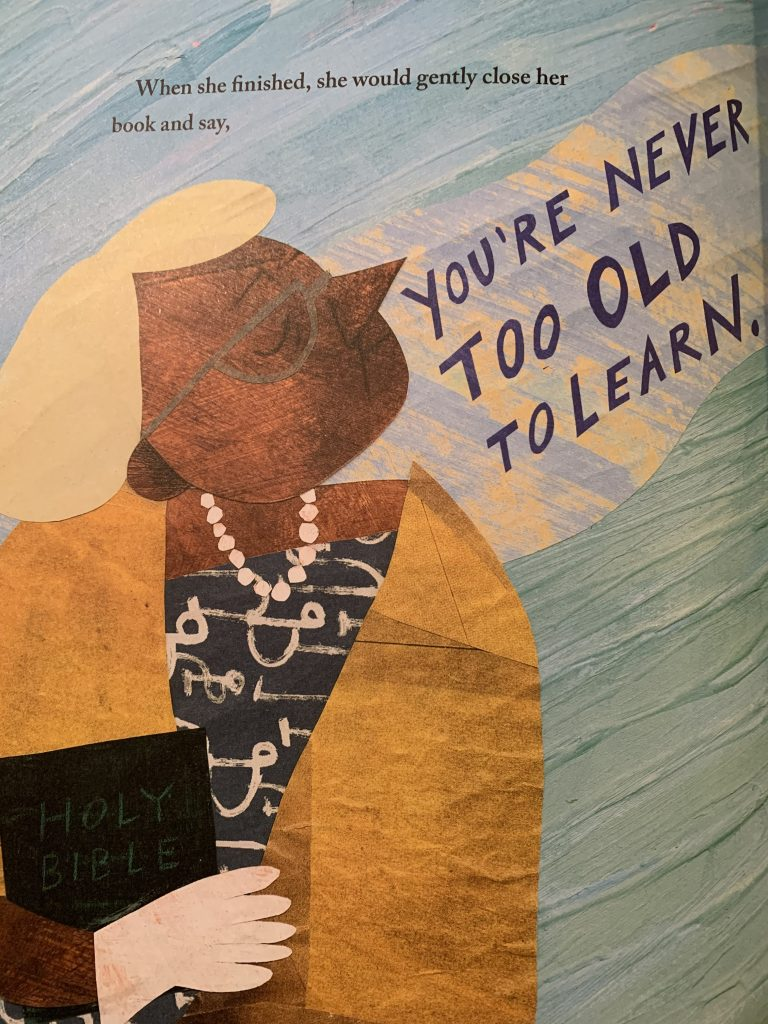 When she finished, she would gently close her
book and say,
YOU'RE NEVER
TOO OLD
TO LEARN.
HOLY
BIBLE